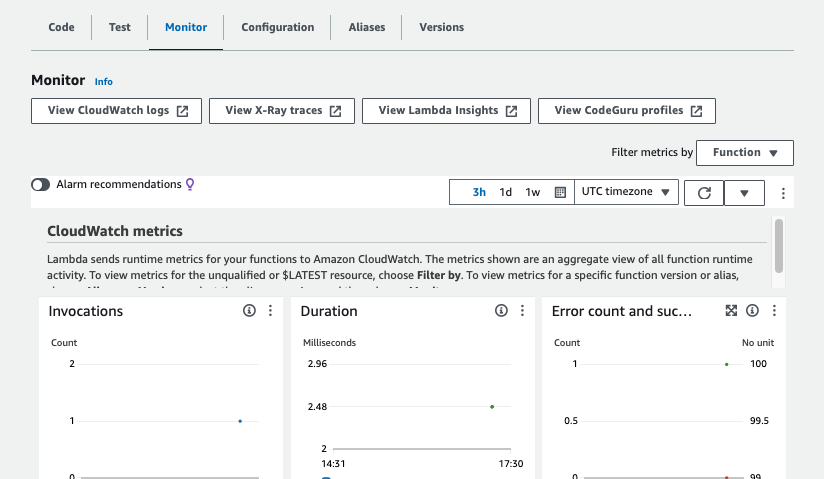 Code Test Monitor Configuration Aliases Versions
Monitor Info
View CloudWatch logs View X-Ray traces View Lambda Insights View CodeGuru profiles
Filter metrics by Function
Alarm recommendations 3h 1d 1w UTC timezone
CloudWatch metrics
Lambda sends runtime metrics for your functions to Amazon CloudWatch. The metrics shown are an aggregate view of all function runtime
activity. To view metrics for the unqualified or $LATEST resource, choose Filter by. To view metrics for a specific function version or alias,
Invocations
Count
2
1
0
Duration
Milliseconds
2.96
2.48
2
14:31 17:30
Error count and suc...
Count No unit
1 100
0.5 99.5
0 99